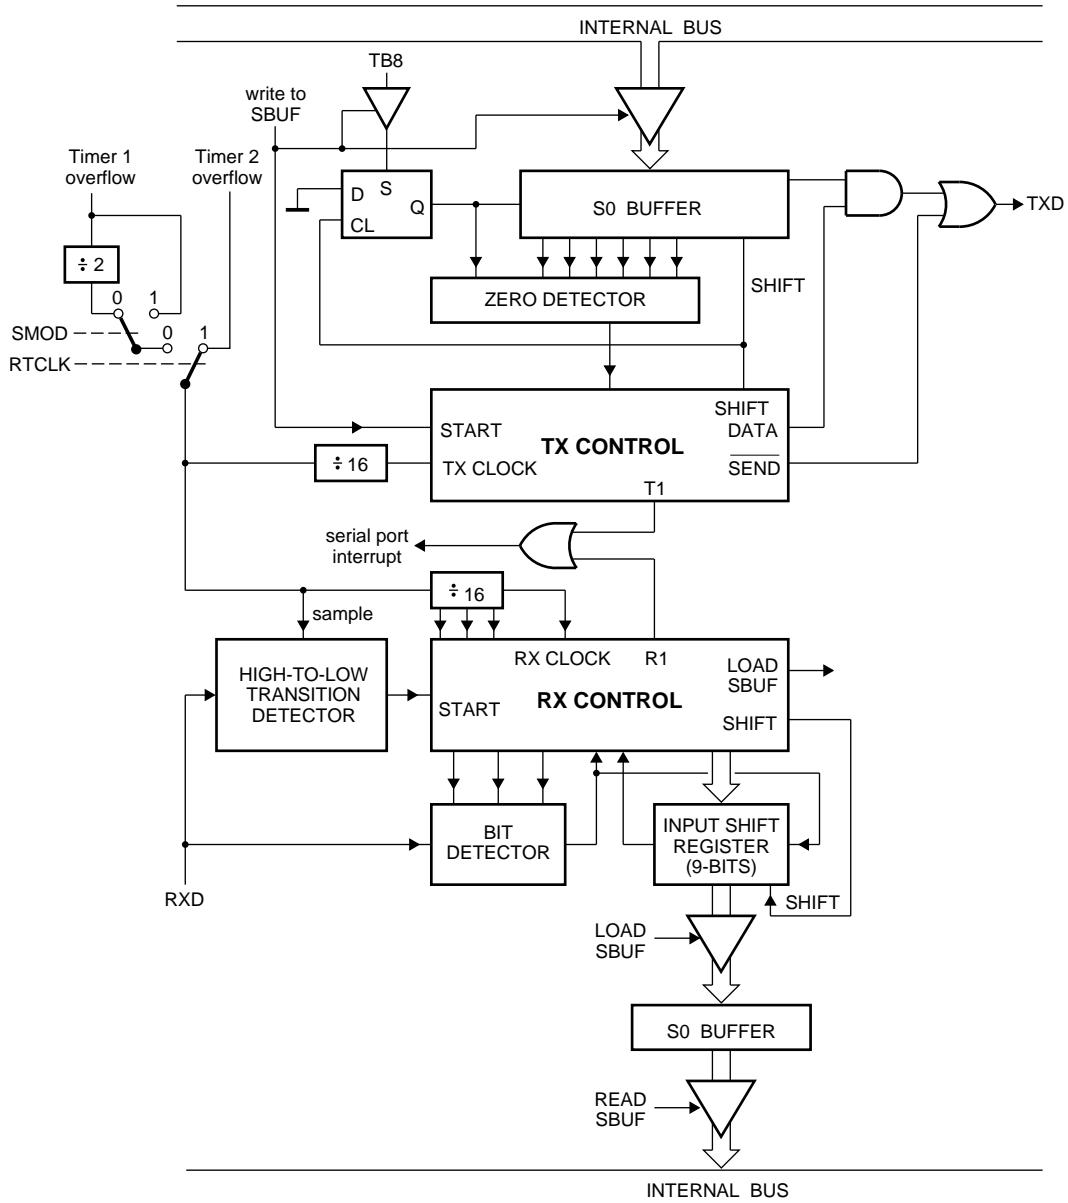 INTERNAL BUS
TB8
write to
SBUF
Timer 1
overflow
Timer 2
overflow
D
S
Q
CL
S0 BUFFER
TXD
÷ 2
ZERO DETECTOR
SHIFT
0
1
SMOD
0
1
RTCLK
START
TX CONTROL
SHIFT
DATA
÷ 16
TX CLOCK
SEND
T1
serial port
interrupt
÷ 16
sample
HIGH-TO-LOW
TRANSITION
DETECTOR
RX CLOCK
R1
LOAD
SBUF
START
RX CONTROL
SHIFT
BIT
DETECTOR
INPUT SHIFT
REGISTER
(9-BITS)
RXD
SHIFT
LOAD
SBUF
S0 BUFFER
READ
SBUF
INTERNAL BUS